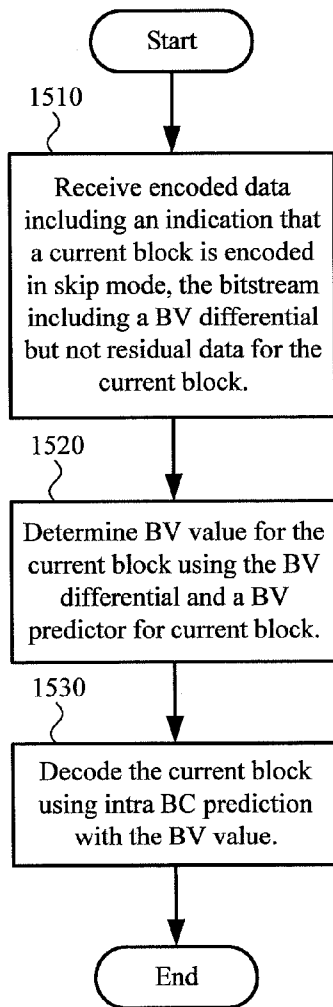 Start
1510
Receive encoded data
including an indication that
a current block is encoded
in skip mode, the bitstream
including a BV differential
but not residual data for the
current block.
1520
Determine BV value for the
current block using the BV
differential and a BV
predictor for current block.
1530
Decode the current block
using intra BC prediction
with the BV value.
End